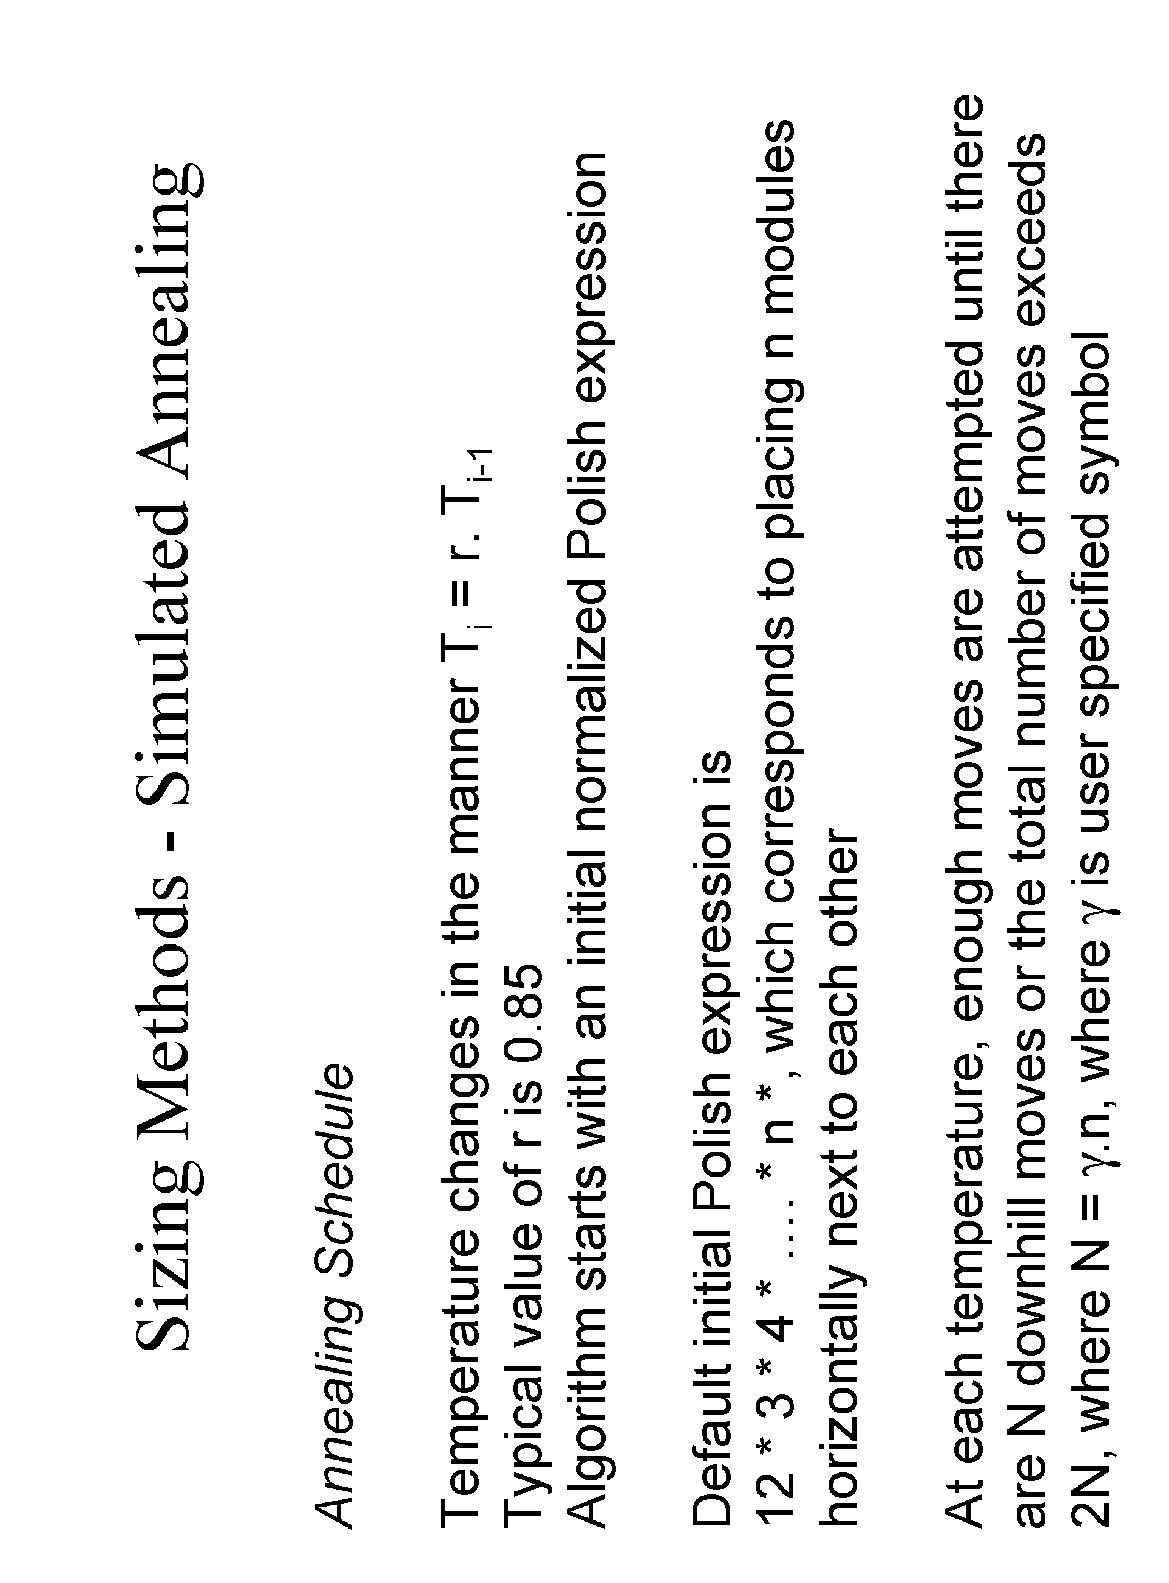 Sizing Methods - Simulated Annealing
Annealing Schedule
Temperature changes in the manner Tᵢ = r. Tᵢ₋₁
Typical value of r is 0.85
Algorithm starts with an initial normalized Polish expression
Default initial Polish expression is
12 * 3 * 4 * …. * n *, which corresponds to placing n modules
horizontally next to each other
At each temperature, enough moves are attempted until there
are N downhill moves or the total number of moves exceeds
2N, where N = γ.n, where γ is user specified symbol